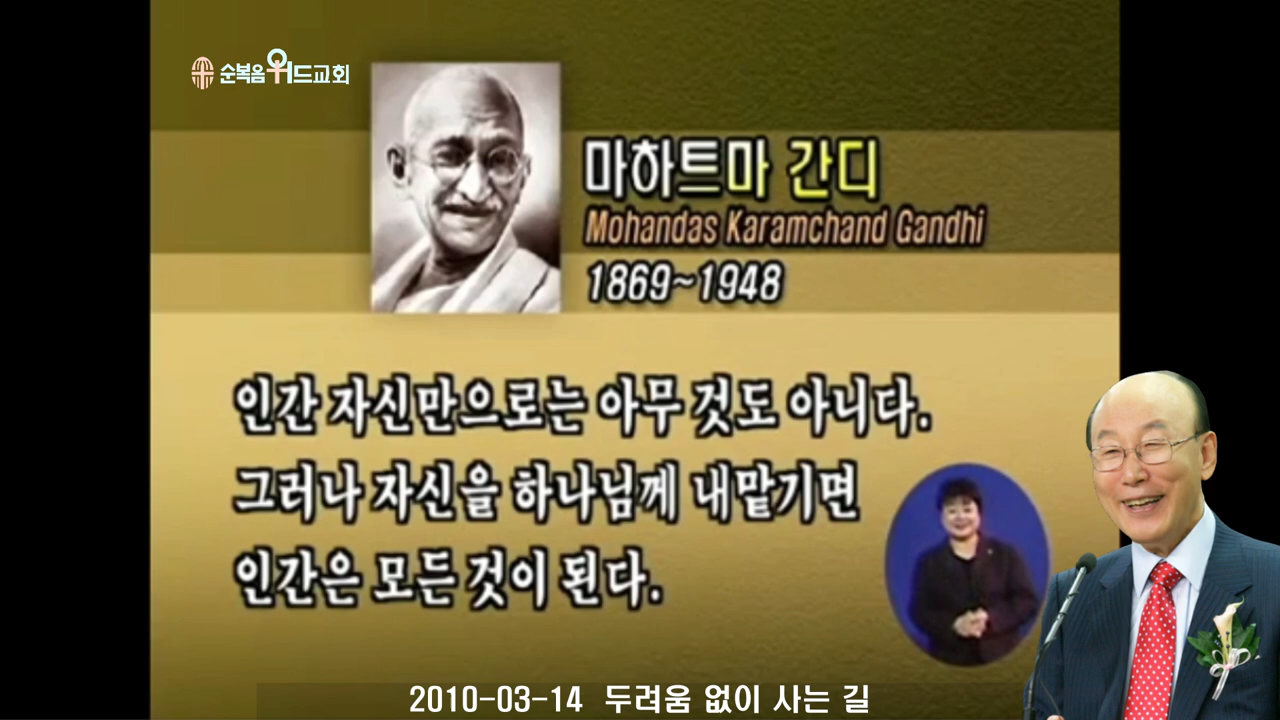 순복음워드교회
마하트마 간디
Mohandas Karamchand Gandhi
1869~1948
인간 자신만으로는 아무 것도 아니다.
그러나 자신을 하나님께 내맡기면
인간은 모든 것이 된다.
2010-03-14 두려움 없이 사는 길